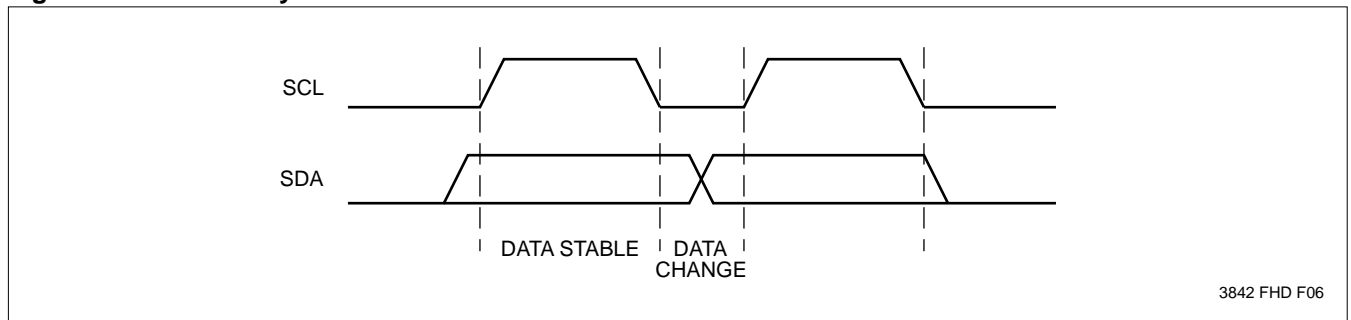 SCL
SDA
DATA STABLE
DATA
CHANGE
3842 FHD F06